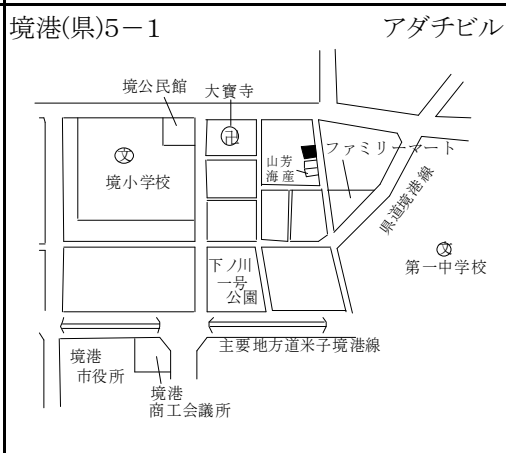 境港(県)5－1
アダチビル
境公民館
大寶寺
卍
文
境小学校
山芳
海産
ファミリーマート
県道境港線
文
第一中学校
下ノ川
一号
公園
主要地方道米子境港線
境港
市役所
境港
商工会議所